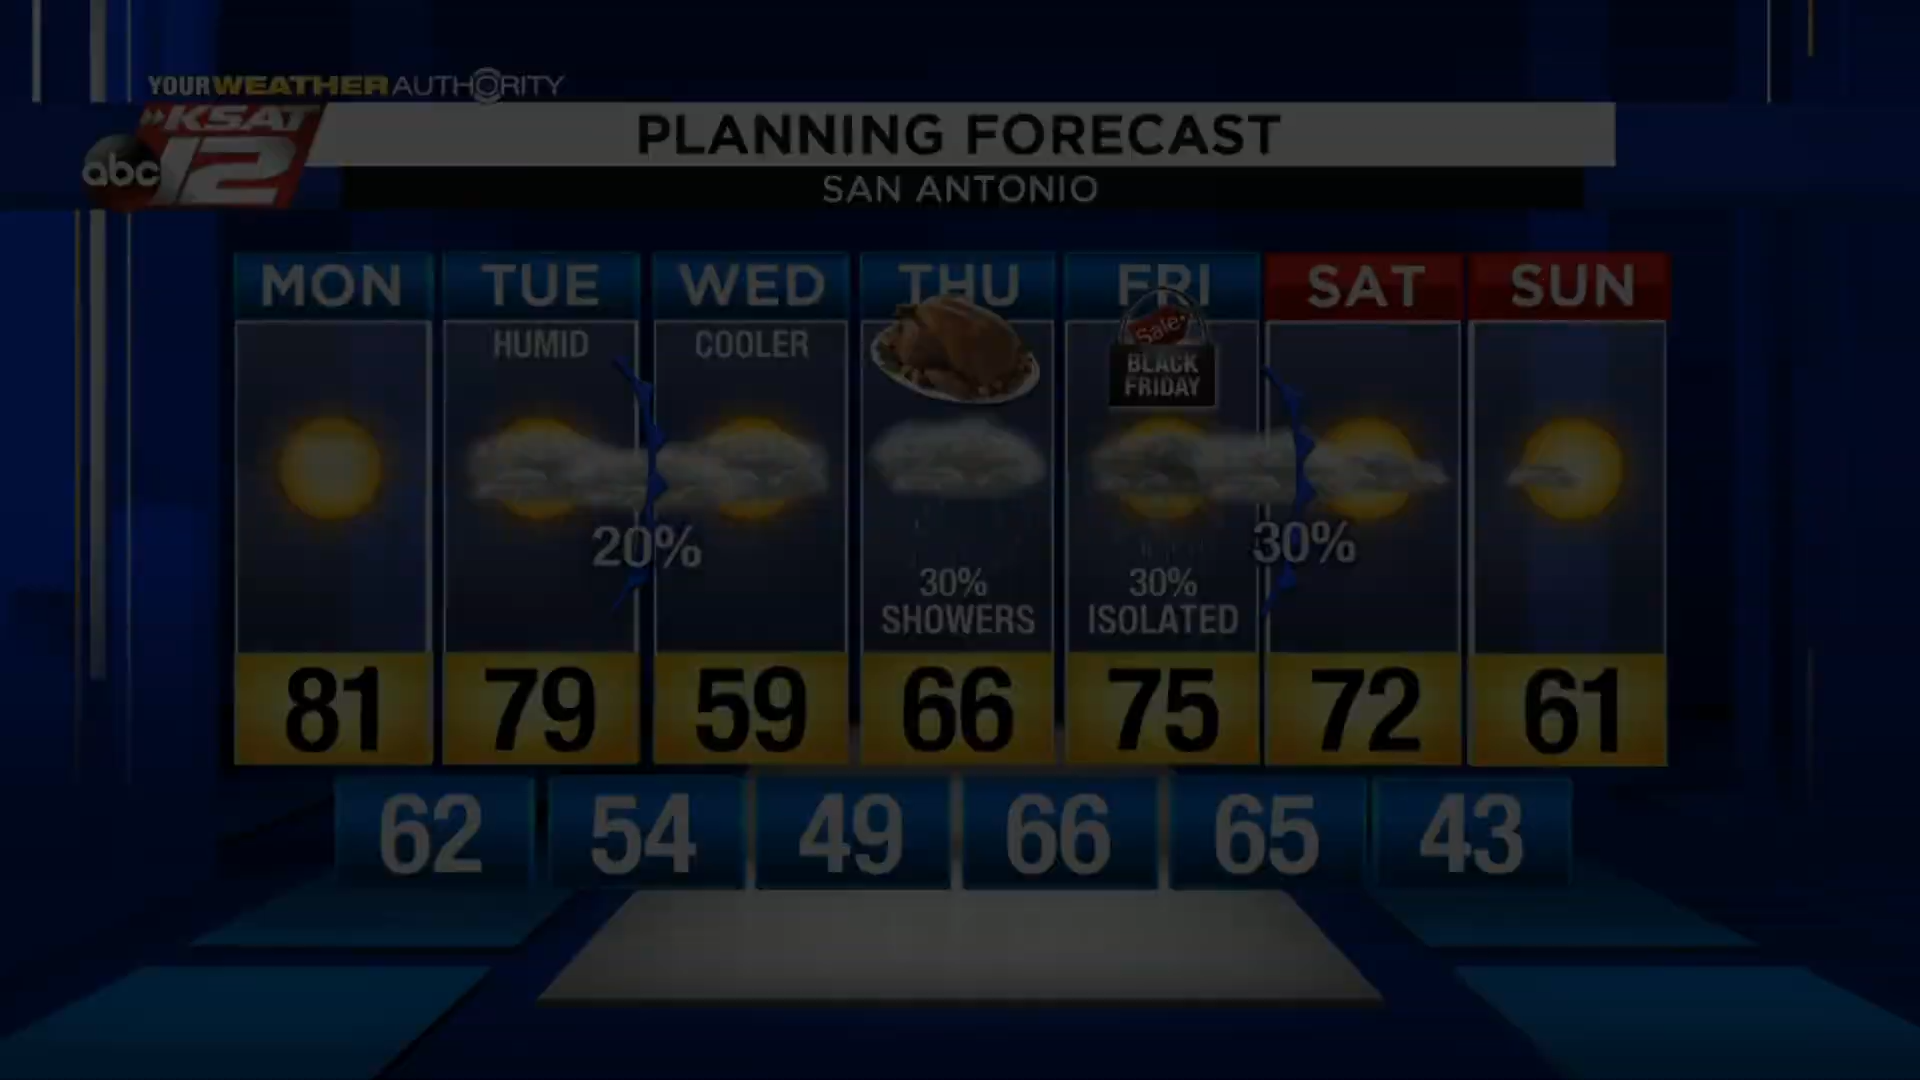 YOUR WEATHER AUTHORITY
KSAT
abc 12
PLANNING FORECAST
SAN ANTONIO
MON TUE WED THU FRI SAT SUN
HUMID COOLER
Sale
BLACK
FRIDAY
20% 30%
30% 30%
SHOWERS ISOLATED
81 79 59 66 75 72 61
62 54 49 66 65 43